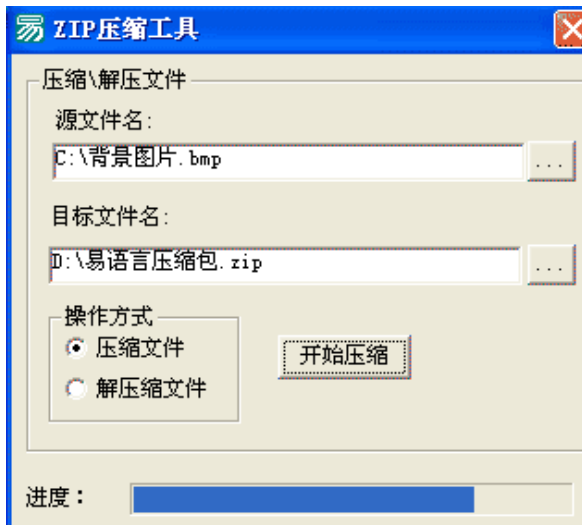 易 ZIP压缩工具
压缩\解压文件
源文件名:
C:\背景图片.bmp
...
目标文件名:
D:\易语言压缩包.zip
...
操作方式
压缩文件
开始压缩
解压缩文件
进度：